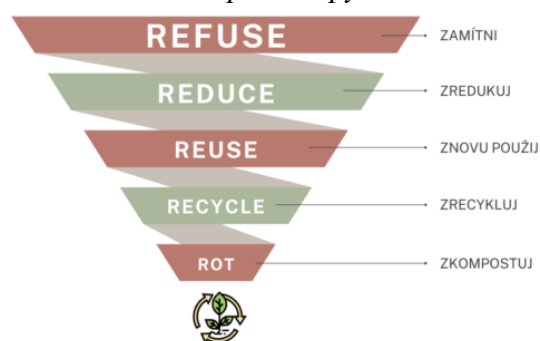 REFUSE ZAMÍTNI
REDUCE ZREDUKUJ
REUSE ZNOVU POUŽIJ
RECYCLE ZRECYKLUJ
ROT ZKOMPOSTUJ